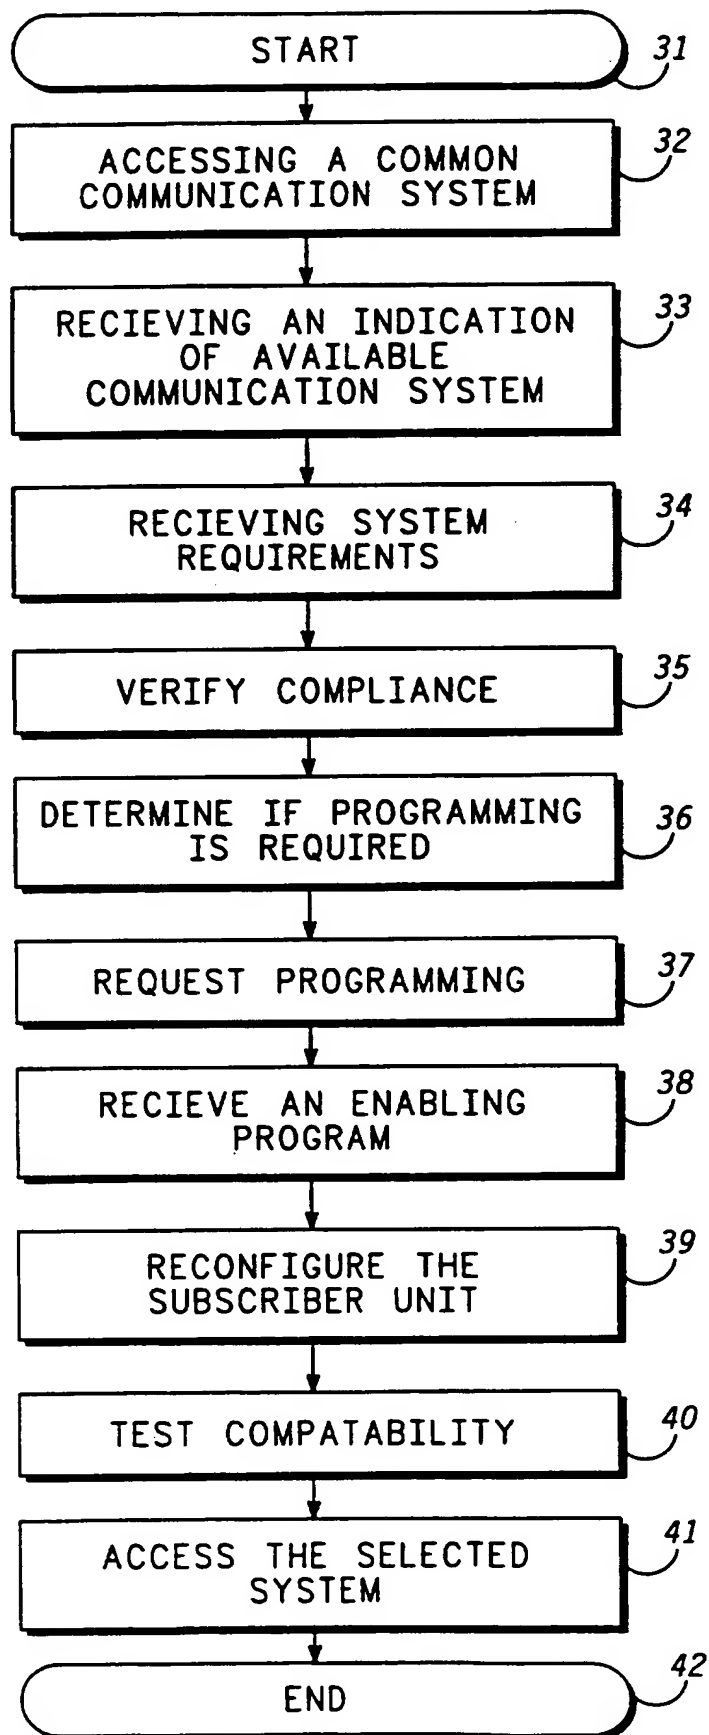 START
31
ACCESSING A COMMON
COMMUNICATION SYSTEM
32
RECIEVING AN INDICATION
OF AVAILABLE
COMMUNICATION SYSTEM
33
RECIEVING SYSTEM
REQUIREMENTS
34
VERIFY COMPLIANCE
35
DETERMINE IF PROGRAMMING
IS REQUIRED
36
REQUEST PROGRAMMING
37
RECIEVE AN ENABLING
PROGRAM
38
RECONFIGURE THE
SUBSCRIBER UNIT
39
TEST COMPATABILITY
40
ACCESS THE SELECTED
SYSTEM
41
END
42